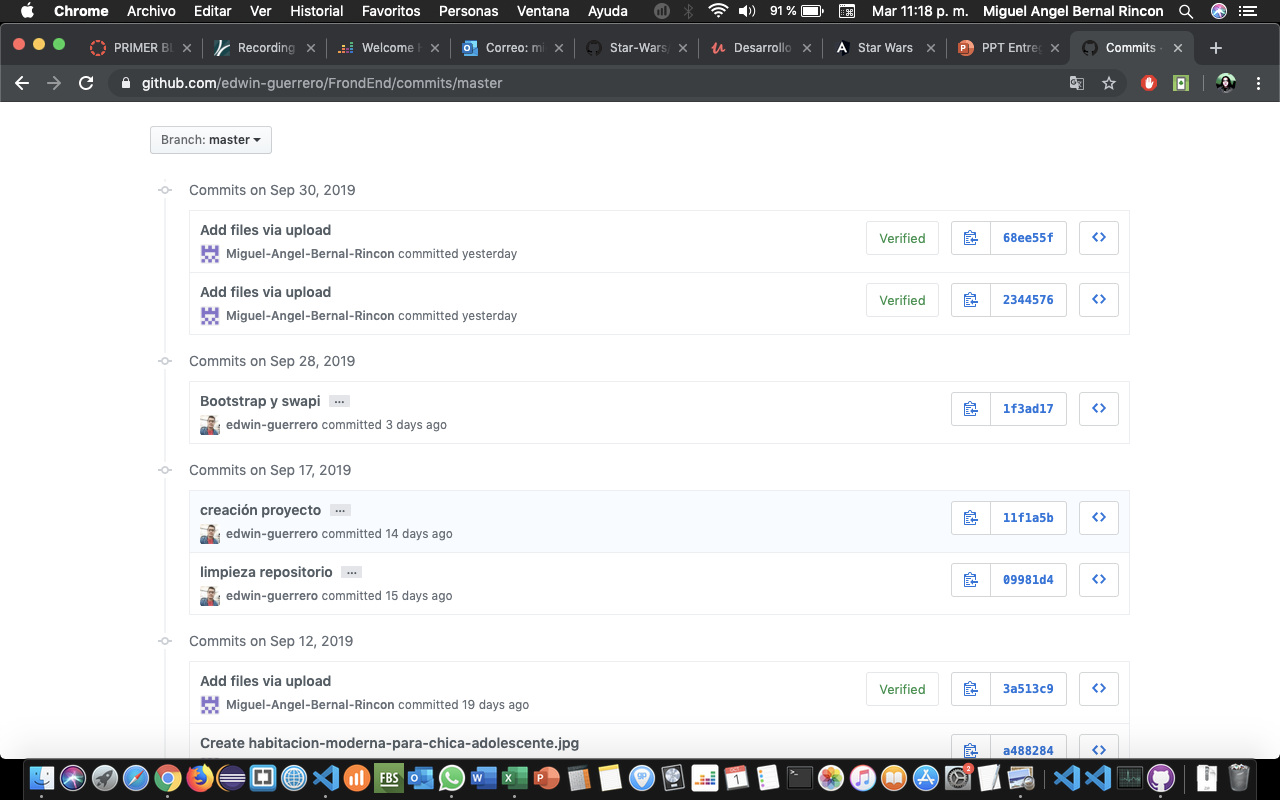 Chrome Archivo Editar Ver Historial Favoritos Personas Ventana Ayuda 91 % Mar 11:18 p. m. Miguel Angel Bernal Rincon
PRIMER BL Recording Welcome Correo: mi Star-Wars Desarrollo Star Wars PPT Entreg Commits
github.com/edwin-guerrero/FrondEnd/commits/master
Branch: master
Commits on Sep 30, 2019
Add files via upload
Verified 68ee55f
Miguel-Angel-Bernal-Rincon committed yesterday
Add files via upload
Verified 2344576
Miguel-Angel-Bernal-Rincon committed yesterday
Commits on Sep 28, 2019
Bootstrap y swapi …
1f3ad17
edwin-guerrero committed 3 days ago
Commits on Sep 17, 2019
creación proyecto …
11f1a5b
edwin-guerrero committed 14 days ago
limpieza repositorio …
09981d4
edwin-guerrero committed 15 days ago
Commits on Sep 12, 2019
Add files via upload
Verified 3a513c9
Miguel-Angel-Bernal-Rincon committed 19 days ago
Create habitacion-moderna-para-chica-adolescente.jpg
a488284
FBS
1
2